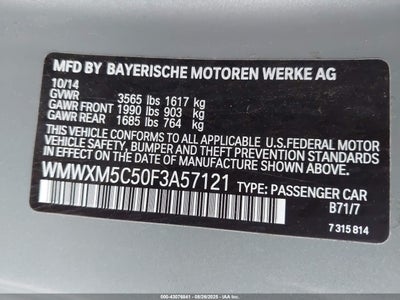 MFD BY BAYERISCHE MOTOREN WERKE AG
10/14
GVWR 3565 lbs 1617 kg
GAWR FRONT 1990 lbs 903 kg
GAWR REAR 1685 lbs 764 kg
THIS VEHICLE CONFORMS TO ALL APPLICABLE U.S.FEDERAL MOTOR
VEHICLE SAFETY, BUMPER AND THEFT PREVENTION
STANDARDS IN EFFECT ON THE DATE OF MANUFACTURE SHOWN ABOVE.
WMWXM5C50F3A57121 TYPE: PASSENGER CAR
B71/7
7 315 814